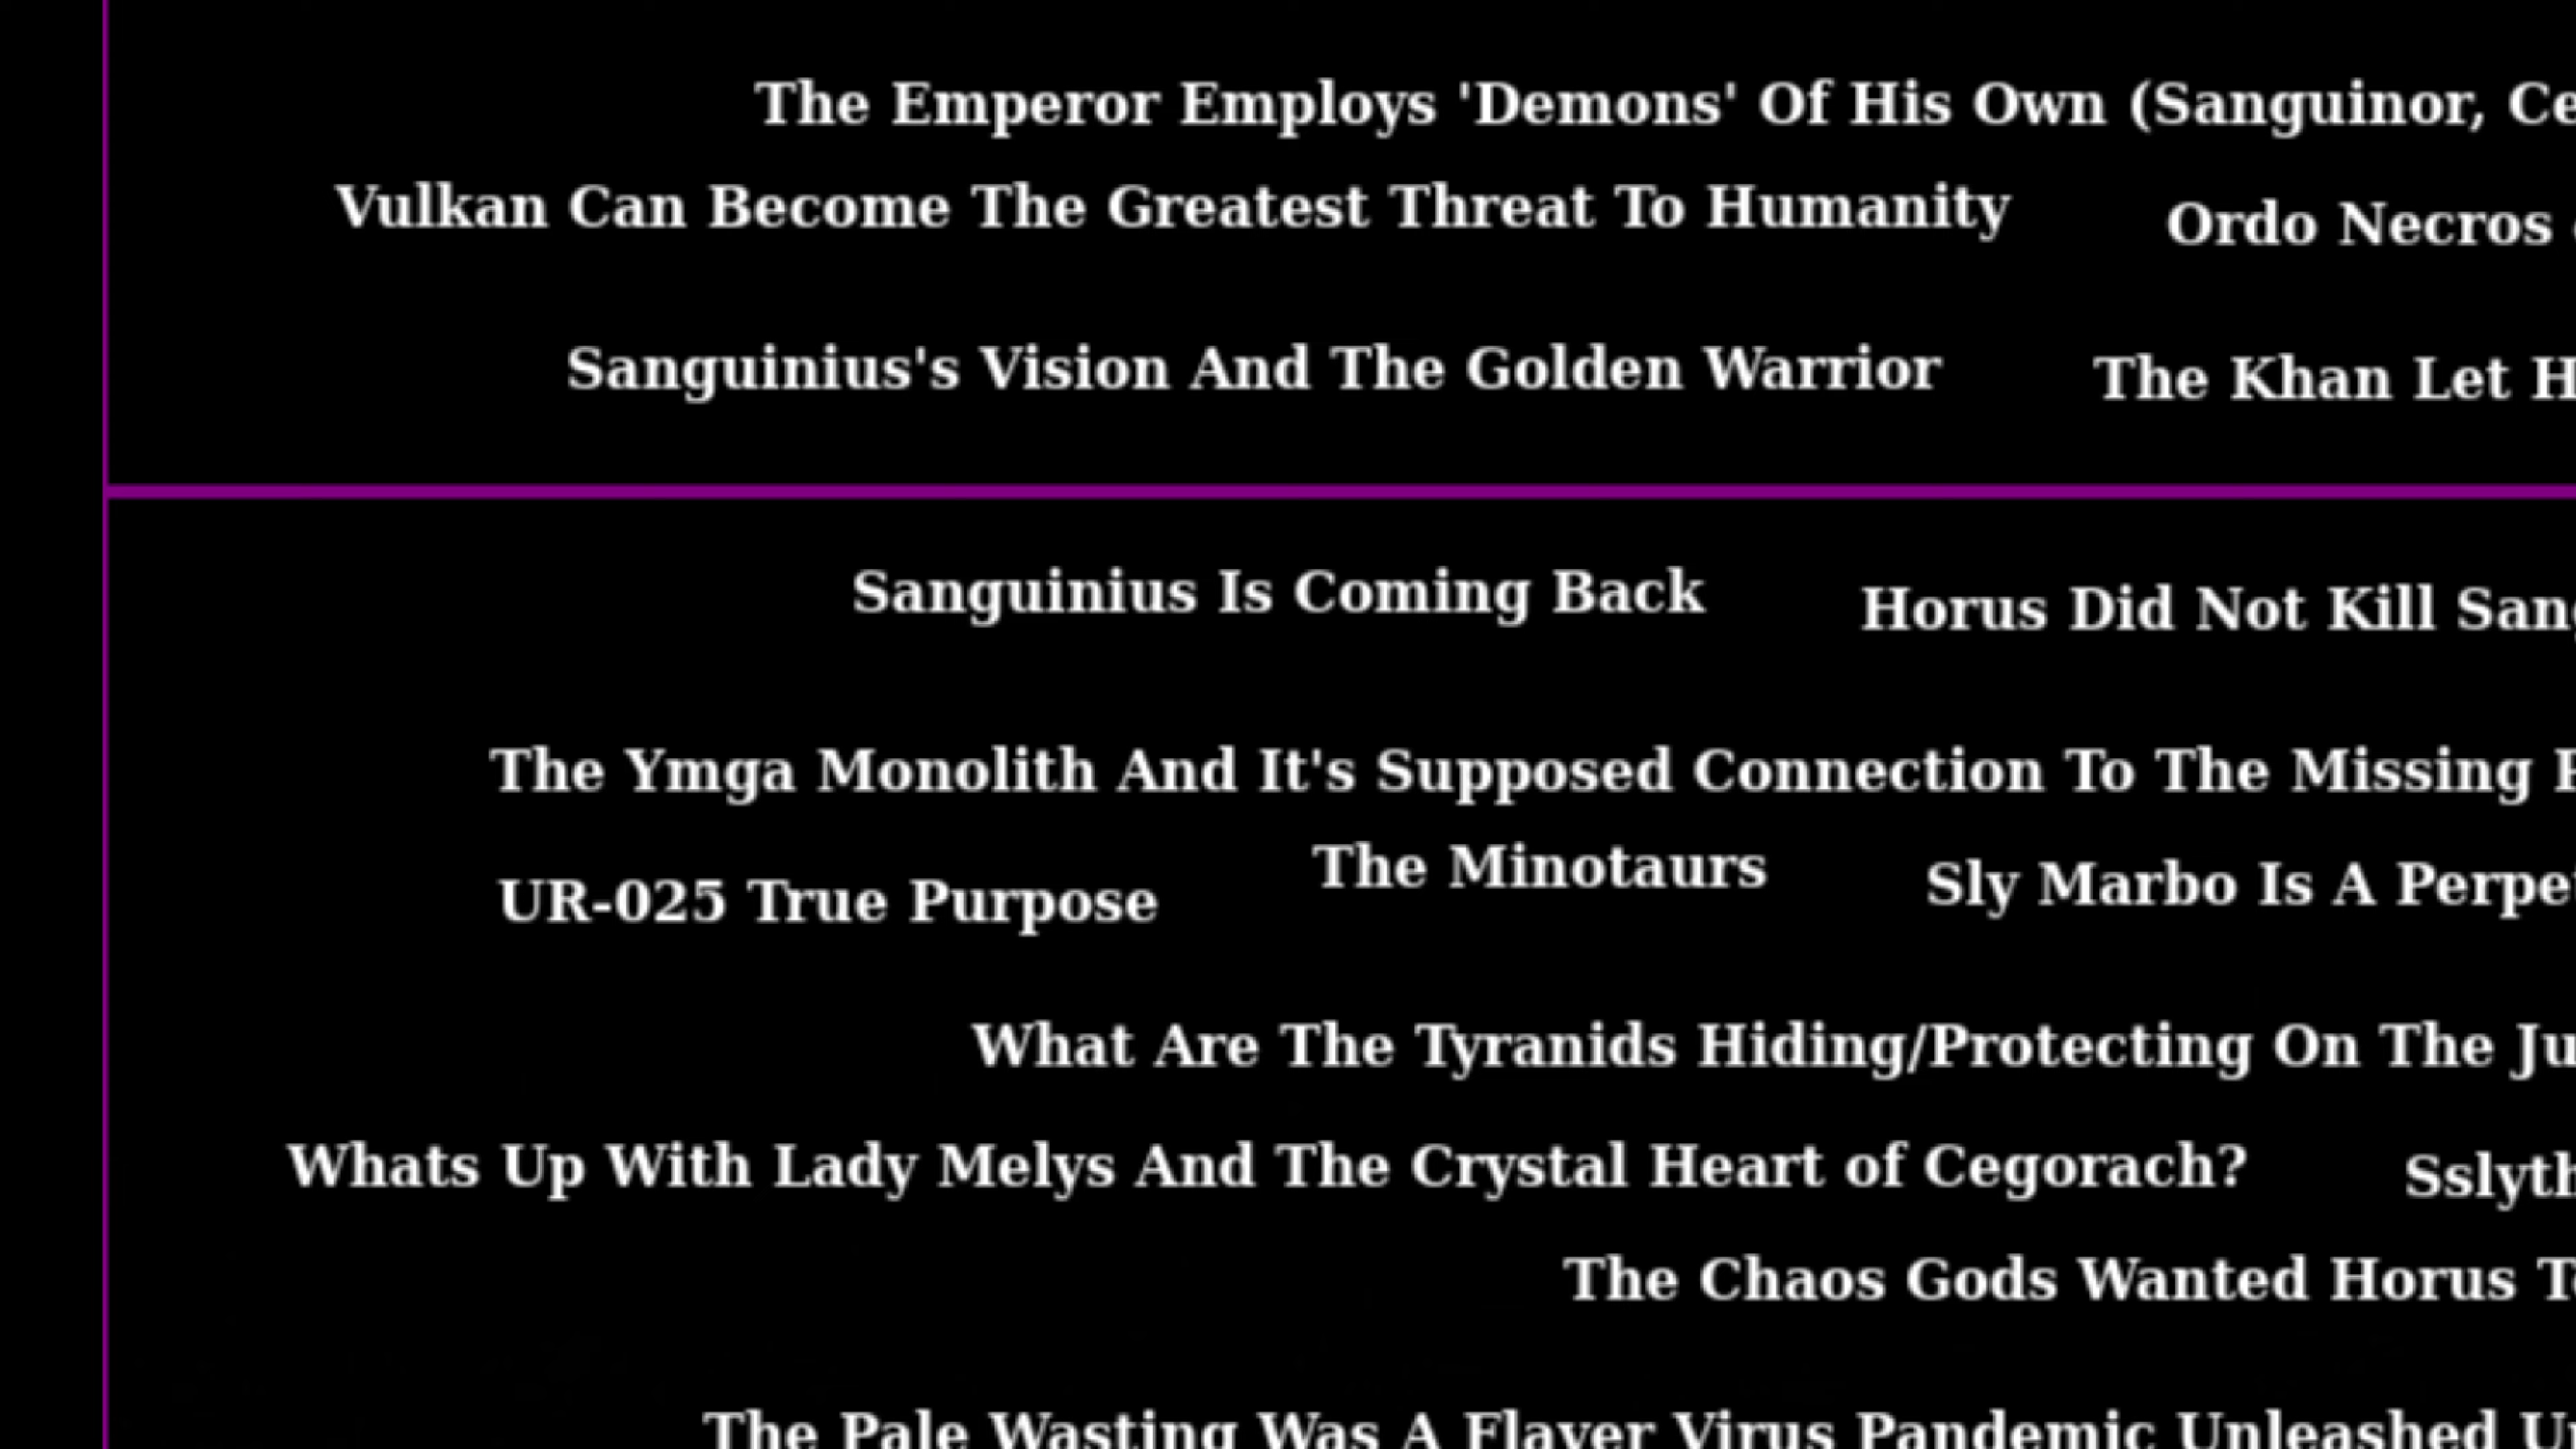 The Emperor Employs 'Demons' Of His Own (Sanguinor,
Vulkan Can Become The Greatest Threat To Humanity
Ordo Necros
Sanguinius's Vision And The Golden Warrior
The Khan Let
Sanguinius Is Coming Back
Horus Did Not Kill
The Ymga Monolith And It's Supposed Connection To The Missing
The Minotaurs
Sly Marbo Is A
UR-025 True Purpose
What Are The Tyranids Hiding/Protecting On The
Whats Up With Lady Melys And The Crystal Heart of Cegorach?
The Chaos Gods Wanted Horus
The Pale Wasting Was A Flayer Virus Pandemic Unleashed